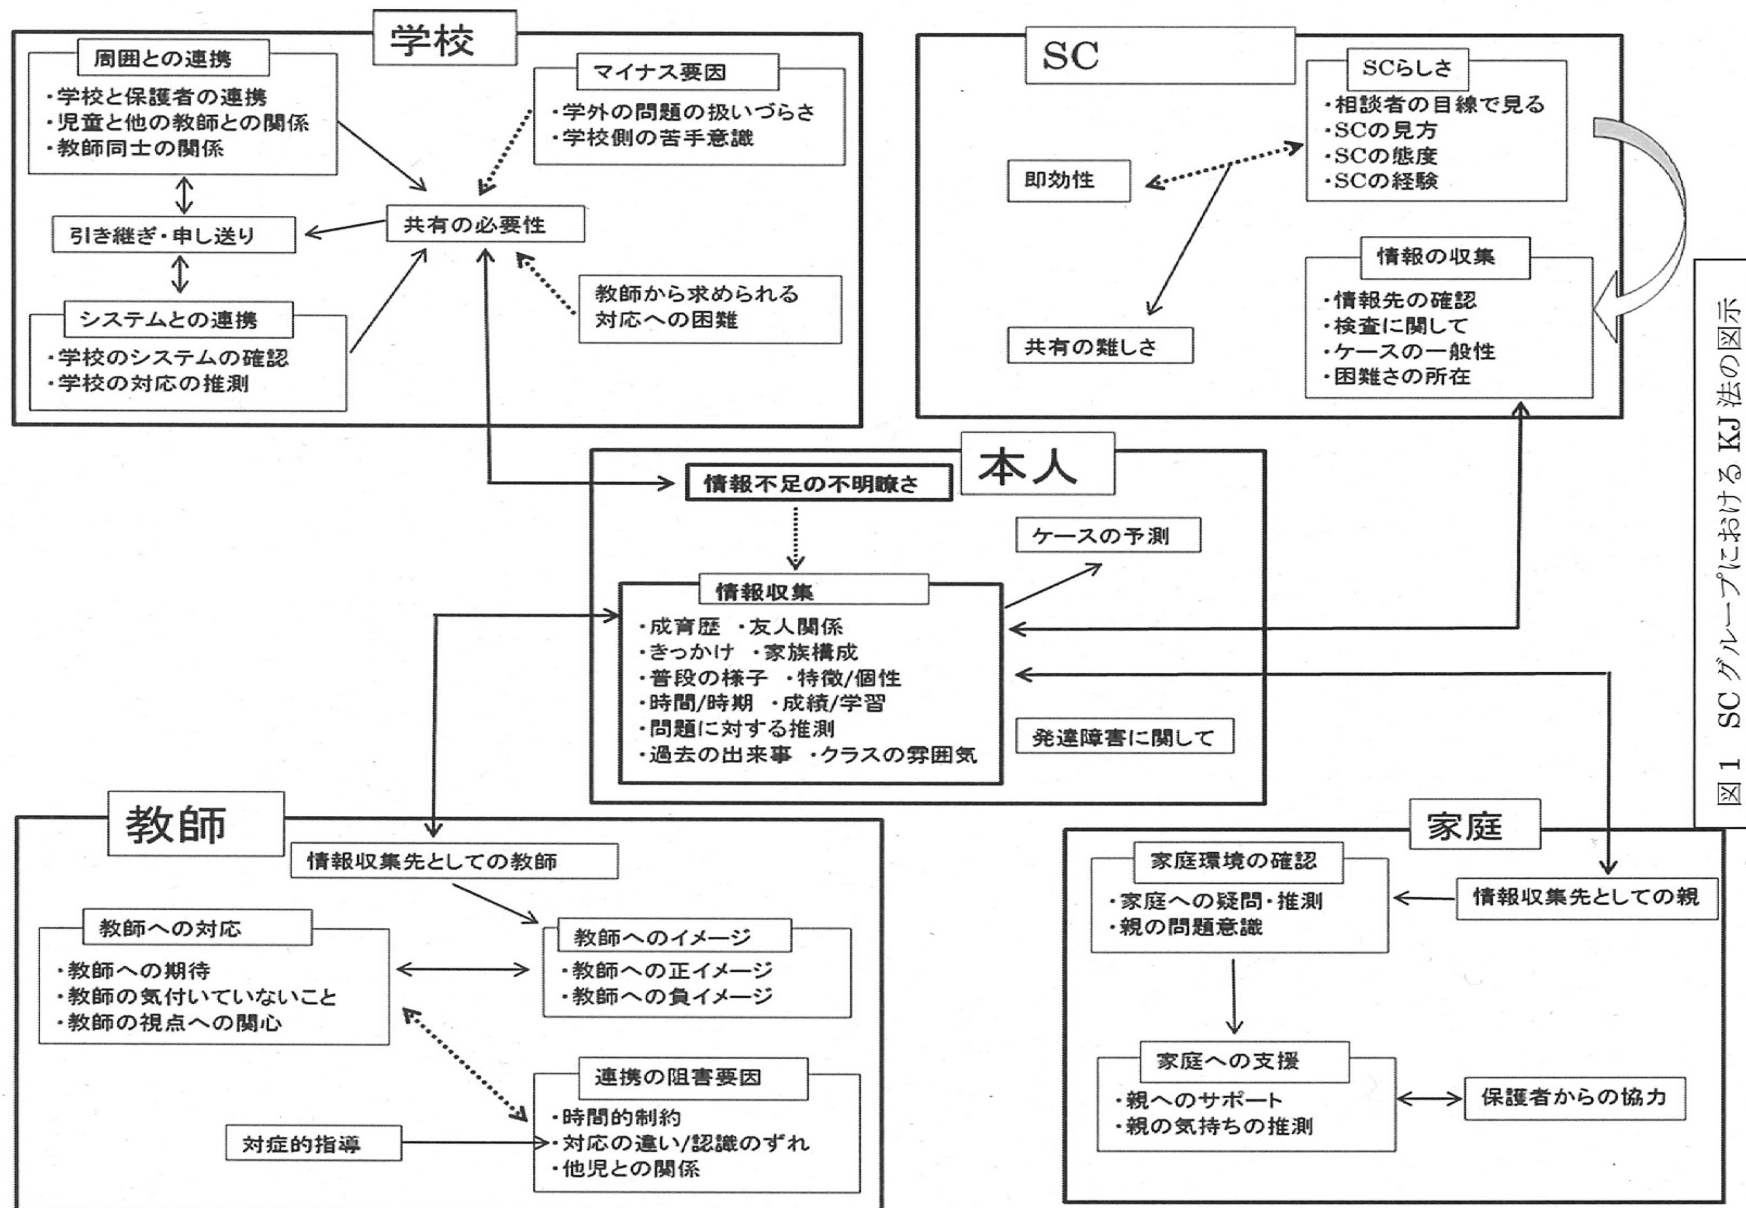 学校
周囲との連携
・学校と保護者の連携
・児童と他の教師との関係
・教師同士の関係
マイナス要因
・学外の問題の扱いづらさ
・学校側の苦手意識
引き継ぎ・申し送り
共有の必要性
システムとの連携
・学校のシステムの確認
・学校の対応の推測
教師から求められる
対応への困難
SC
SCらしさ
・相談者の目線で見る
・SCの見方
・SCの態度
・SCの経験
即効性
共有の難しさ
情報の収集
・情報先の確認
・検査に関して
・ケースの一般性
・困難さの所在
本人
情報不足の不明瞭さ
ケースの予測
情報収集
・成育歴 ・友人関係
・きっかけ ・家族構成
・普段の様子 ・特徴/個性
・時間/時期 ・成績/学習
・問題に対する推測
・過去の出来事 ・クラスの雰囲気
発達障害に関して
教師
情報収集先としての教師
教師への対応
・教師への期待
・教師の気付いていないこと
・教師の視点への関心
教師へのイメージ
・教師への正イメージ
・教師への負イメージ
連携の阻害要因
・時間的制約
・対応の違い/認識のずれ
・他児との関係
対症的指導
家庭
家庭環境の確認
・家庭への疑問・推測
・親の問題意識
情報収集先としての親
家庭への支援
・親へのサポート
・親の気持ちの推測
保護者からの協力
図1 SCグループにおけるKJ法の図示